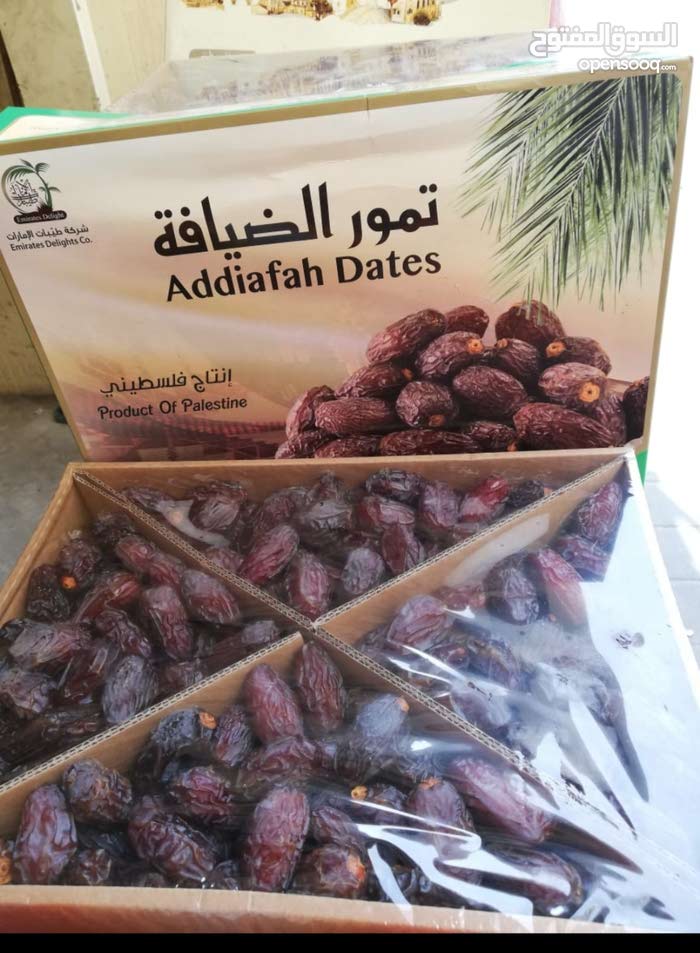 السوق المفتوح
opensooq.com
تمور الضيافة
Addiafah Dates
Emirates Delight
شركة طيبات الإمارات
Emirates Delights Co.
إنتاج فلسطيني
Product Of Palestine